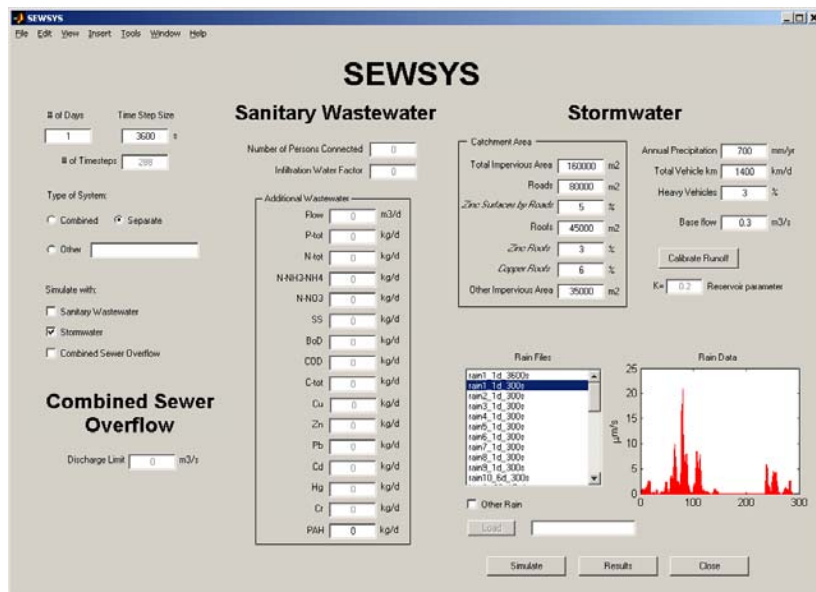 SEWSYS
File Edit View Insert Tools Window Help
SEWSYS
# of Days Time Step Size
1 3600 s
# of Timesteps 288
Type of System:
Combined Separate
Other
Simulate with:
Sanitary Wastewater
Stormwater
Combined Sewer Overflow
Combined Sewer
Overflow
Discharge Limit 0 m3/s
Sanitary Wastewater
Number of Persons Connected 0
Infiltration Water Factor 0
Additional Wastewater
Flow 0 m3/d
P-tot 0 kg/d
N-tot 0 kg/d
N-NH3-NH4 0 kg/d
N-NO3 0 kg/d
SS 0 kg/d
BoD 0 kg/d
COD 0 kg/d
C-tot 0 kg/d
Cu 0 kg/d
Zn 0 kg/d
Pb 0 kg/d
Cd 0 kg/d
Hg 0 kg/d
Cr 0 kg/d
PAH 0 kg/d
Stormwater
Catchment Area
Total Impervious Area 160000 m2
Roads 80000 m2
Zinc Surfaces by Roads 5 %
Roofs 45000 m2
Zinc Roofs 3 %
Copper Roofs 6 %
Other Impervious Area 35000 m2
Annual Precipitation 700 mm/yr
Total Vehicle km 1400 km/d
Heavy Vehicles 3 %
Base flow 0.3 m3/s
Calibrate Runoff
K= 0.2 Reservoir parameter
Rain Files
rain1_1d_3600s
rain1_1d_300s
rain2_1d_300s
rain3_1d_300s
rain4_1d_300s
rain5_1d_300s
rain6_1d_300s
rain7_1d_300s
rain8_1d_300s
rain9_1d_300s
rain10_6d_300s
Other Rain
Load
Rain Data
25
20
15
10
5
0
µm/s
0 100 200 300
Simulate Results Close